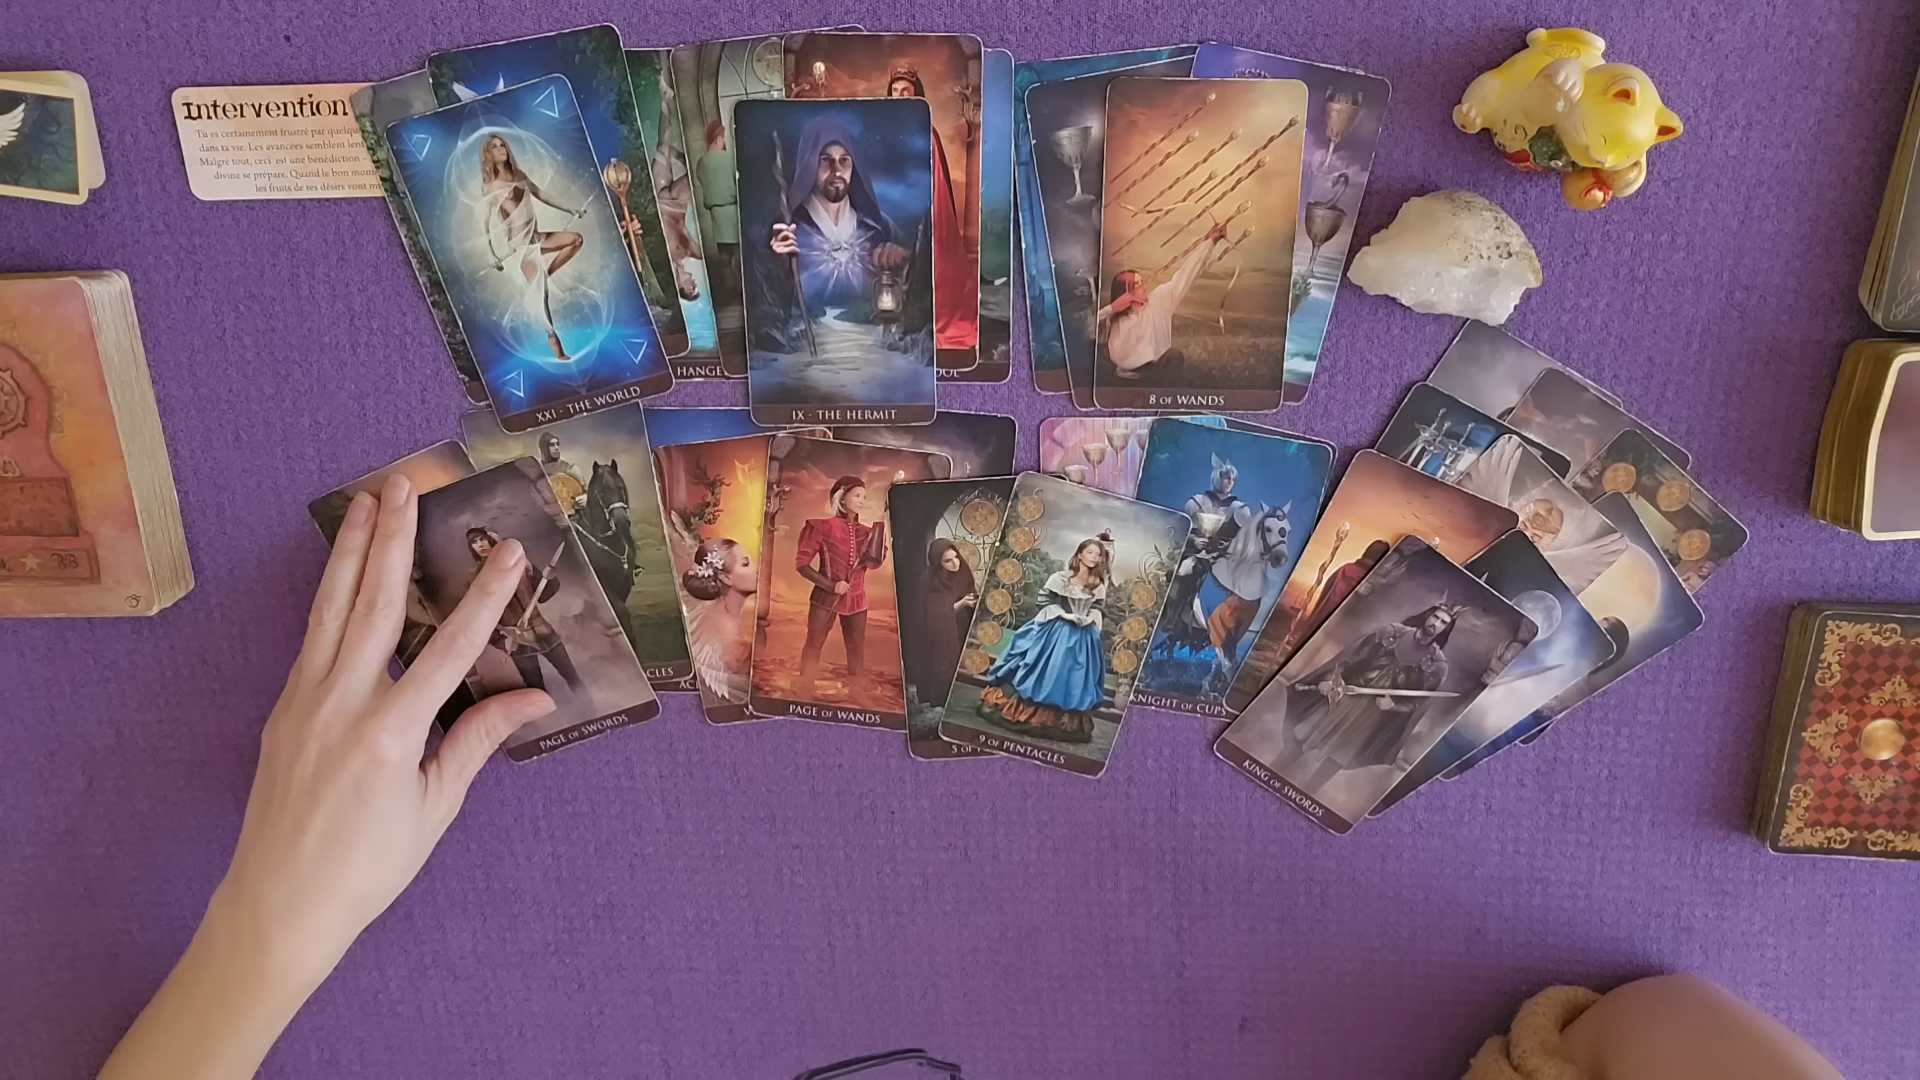 Intervention
Tu es certainement frustré par quelqu
dans ta vie. Les avancées semblent lent
Malgré tout, ceci est une bénédiction -
divine se prépare. Quand le bon mom
les fruits de tes désirs vont m
XXI - THE WORLD
HANGE
IX - THE HERMIT
8 OF WANDS
CLES
PAGE OF SWORDS
PAGE OF WANDS
5 OF
9 OF PENTACLES
KNIGHT OF CUPS
KING OF SWORDS